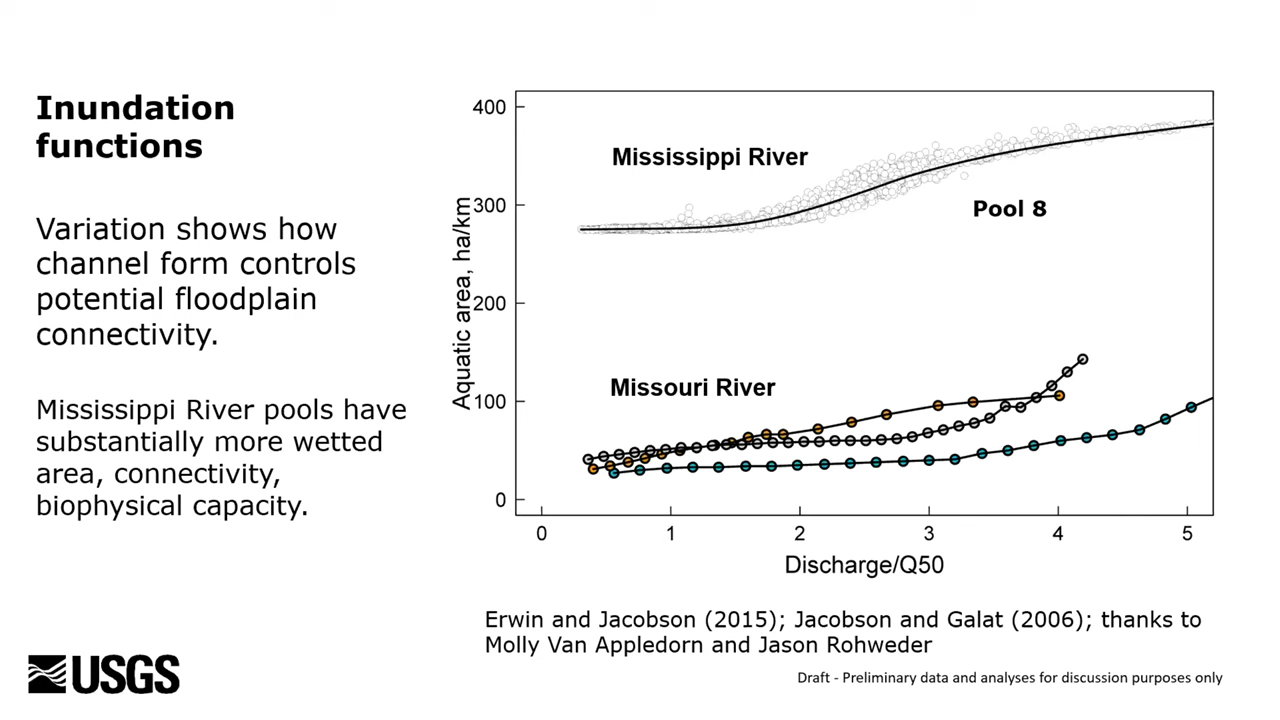 Inundation
functions
Variation shows how
channel form controls
potential floodplain
connectivity.
Mississippi River pools have
substantially more wetted
area, connectivity,
biophysical capacity.
Aquatic area, ha/km
400
300
200
100
0
Mississippi River
Pool 8
Missouri River
0 1 2 3 4 5
Discharge/Q50
Erwin and Jacobson (2015); Jacobson and Galat (2006); thanks to
Molly Van Appledorn and Jason Rohweder
USGS
Draft - Preliminary data and analyses for discussion purposes only